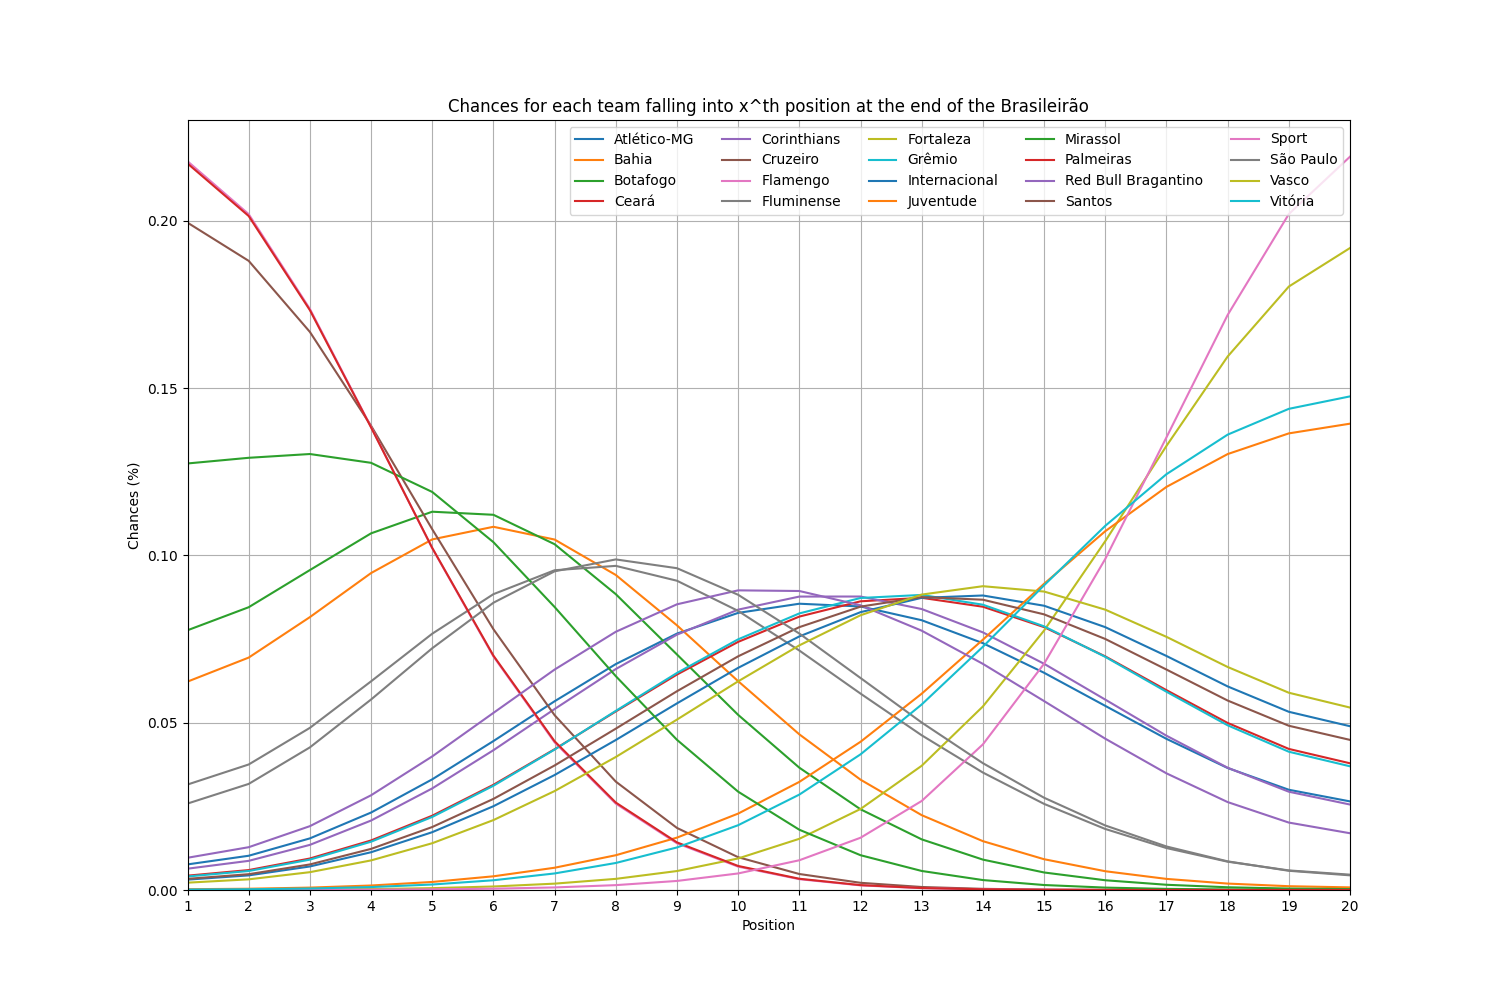 Chances for each team falling into x^th position at the end of the Brasileirão
Atlético-MG Corinthians Fortaleza Mirassol Sport
Bahia Cruzeiro Grêmio Palmeiras São Paulo
Botafogo Flamengo Internacional Red Bull Bragantino Vasco
Ceará Fluminense Juventude Santos Vitória
0.20
0.15
0.10
0.05
0.00
Chances (%)
1 2 3 4 5 6 7 8 9 10 11 12 13 14 15 16 17 18 19 20
Position